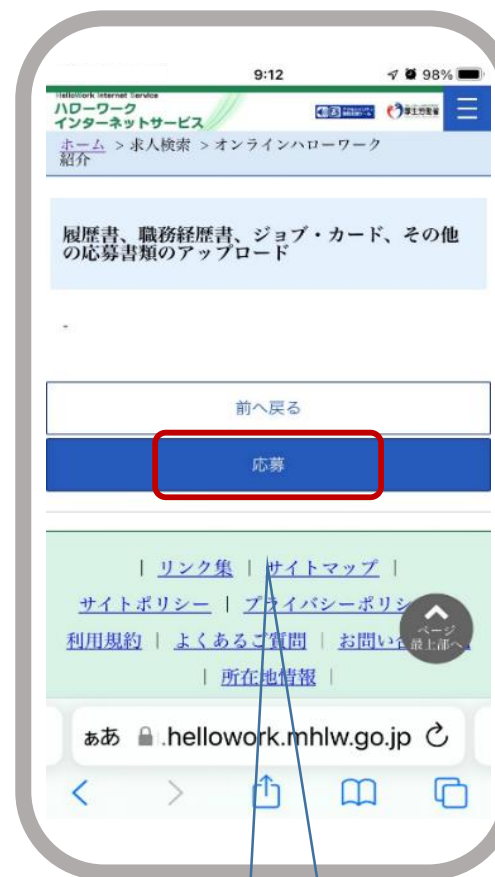 9:12
98%
HelloWork Internet Service
ハローワーク
インターネットサービス
厚生労働省
ホーム > 求人検索 > オンラインハローワーク
紹介
履歴書、職務経歴書、ジョブ・カード、その他
の応募書類のアップロード
-
前へ戻る
応募
| リンク集 | サイトマップ |
サイトポリシー | プライバシーポリシ
利用規約 | よくあるご質問 | お問い合
ページ
最上部へ
| 所在地情報 |
ぁあ .hellowork.mhlw.go.jp